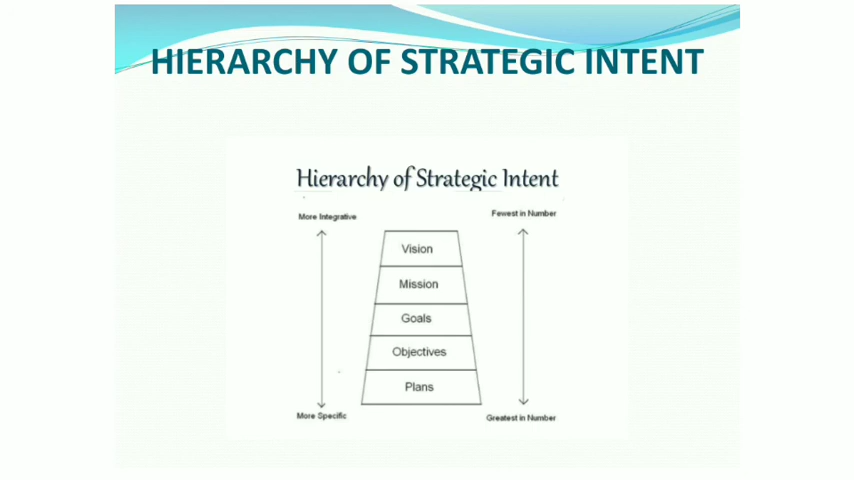 HIERARCHY OF STRATEGIC INTENT
Hierarchy of Strategic Intent
More Integrative
Fewest in Number
Vision
Mission
Goals
Objectives
Plans
More Specific
Greatest in Number